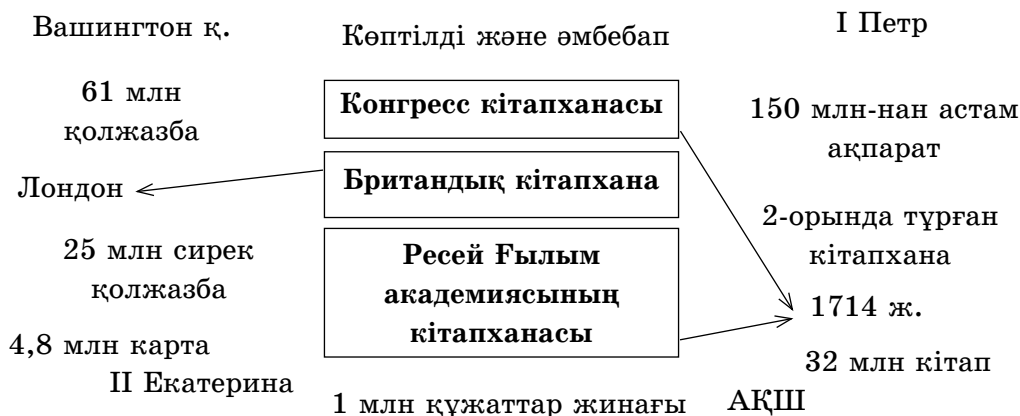 Вашингтон қ.
Көптілді және әмбебап
І Петр
61 млн
қолжазба
Конгресс кітапханасы
150 млн-нан астам
ақпарат
Лондон
Британдық кітапхана
2-орында тұрған
кітапхана
25 млн сирек
қолжазба
Ресей Ғылым
академиясының
кітапханасы
1714 ж.
4,8 млн карта
32 млн кітап
ІІ Екатерина
1 млн құжаттар жинағы
АҚШ